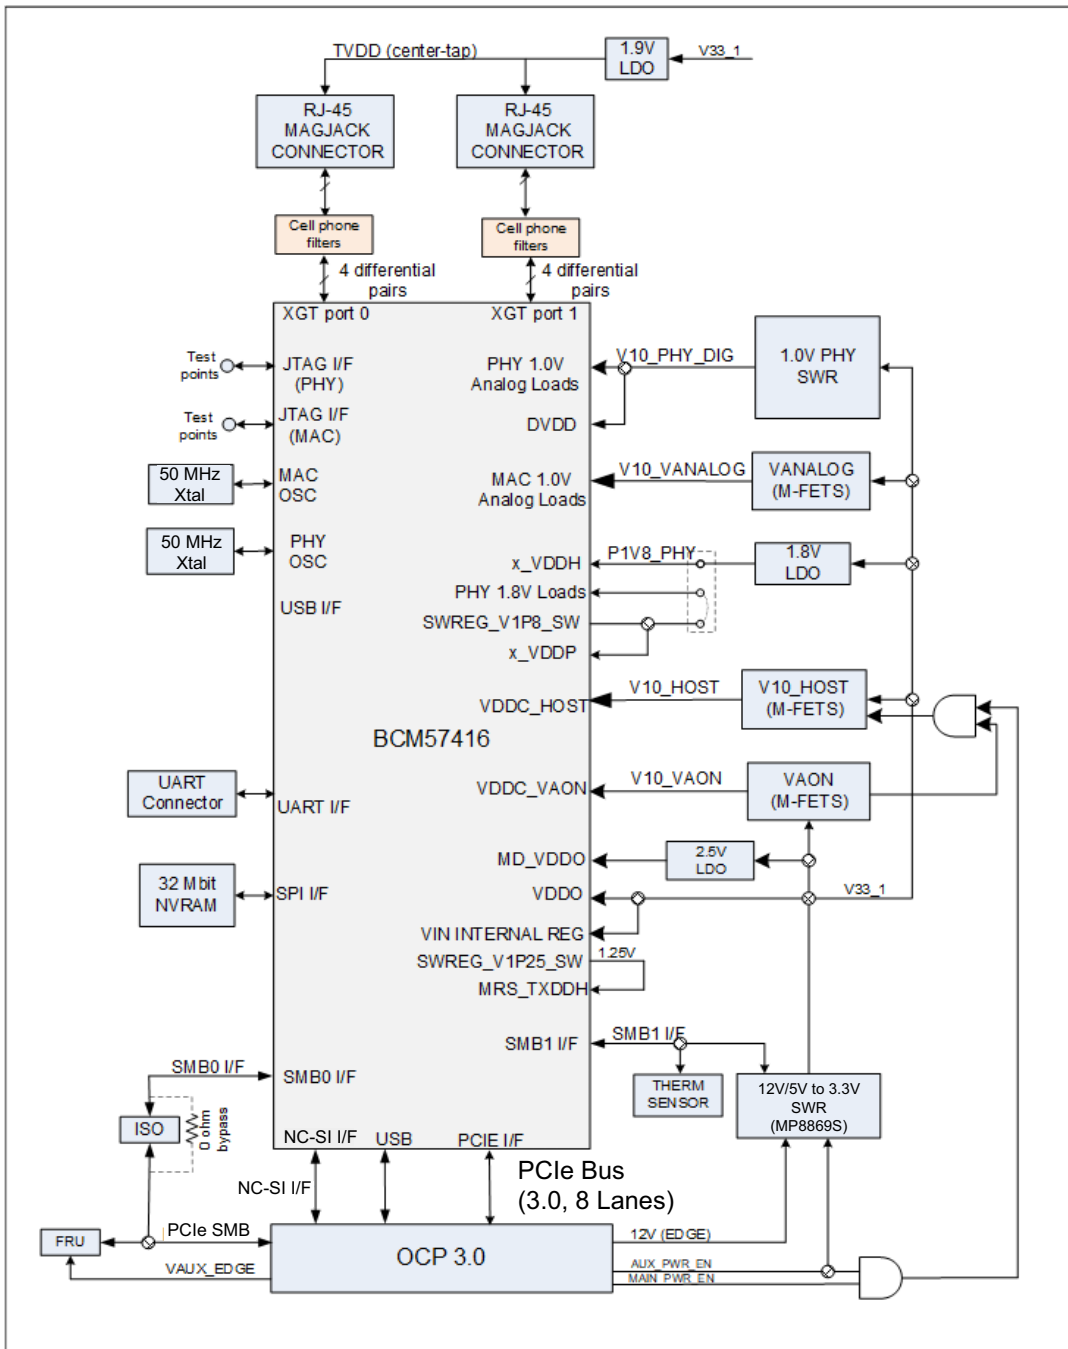 TVDD (center-tap)
1.9V
LDO
V33_1
RJ-45
MAGJACK
CONNECTOR
RJ-45
MAGJACK
CONNECTOR
Cell phone
filters
Cell phone
filters
4 differential
pairs
4 differential
pairs
XGT port 0
XGT port 1
Test
points
JTAG I/F
(PHY)
PHY 1.0V
Analog Loads
V10_PHY_DIG
1.0V PHY
SWR
Test
points
JTAG I/F
(MAC)
DVDD
50 MHz
Xtal
MAC
OSC
MAC 1.0V
Analog Loads
V10_VANALOG
VANALOG
(M-FETS)
50 MHz
Xtal
PHY
OSC
x_VDDH
P1V8_PHY
1.8V
LDO
PHY 1.8V Loads
USB I/F
SWREG_V1P8_SW
x_VDDP
VDDC_HOST
V10_HOST
V10_HOST
(M-FETS)
BCM57416
UART
Connector
UART I/F
VDDC_VAON
V10_VAON
VAON
(M-FETS)
MD_VDDO
2.5V
LDO
32 Mbit
NVRAM
SPI I/F
VDDO
V33_1
VIN INTERNAL REG
SWREG_V1P25_SW
1.25V
MRS_TXDDH
SMB1 I/F
SMB1 I/F
SMB0 I/F
SMB0 I/F
THERM
SENSOR
12V/5V to 3.3V
SWR
(MP8869S)
ISO
0 ohm
bypass
NC-SI I/F
USB
PCIE I/F
NC-SI I/F
PCIe Bus
(3.0, 8 Lanes)
FRU
PCIe SMB
OCP 3.0
12V (EDGE)
VAUX_EDGE
AUX_PWR_EN
MAIN_PWR_EN